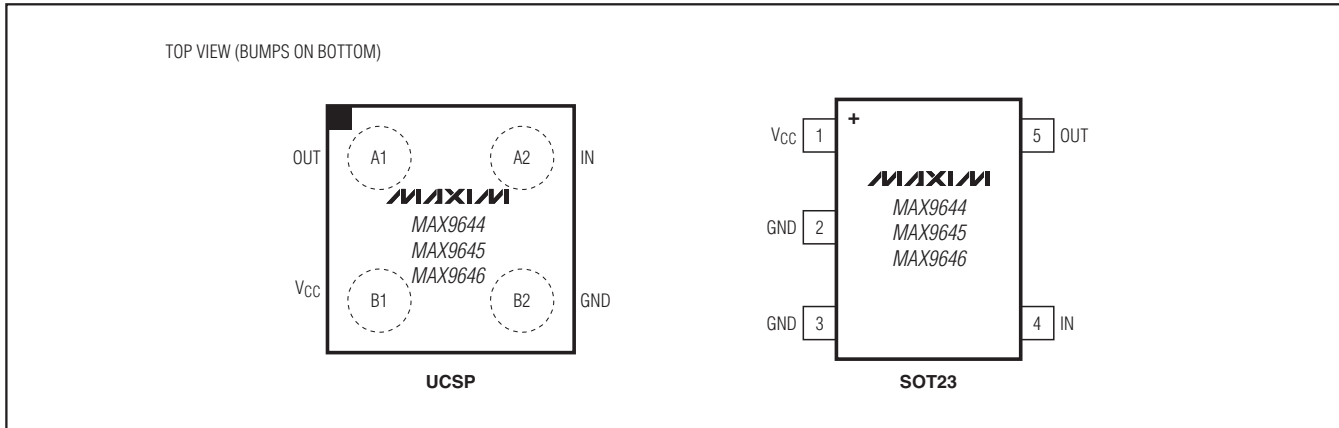 TOP VIEW (BUMPS ON BOTTOM)
OUT A1 A2 IN
MAXIM
MAX9644
MAX9645
MAX9646
VCC B1 B2 GND
UCSP
+
VCC 1 5 OUT
MAXIM
MAX9644
MAX9645
MAX9646
GND 2
GND 3 4 IN
SOT23